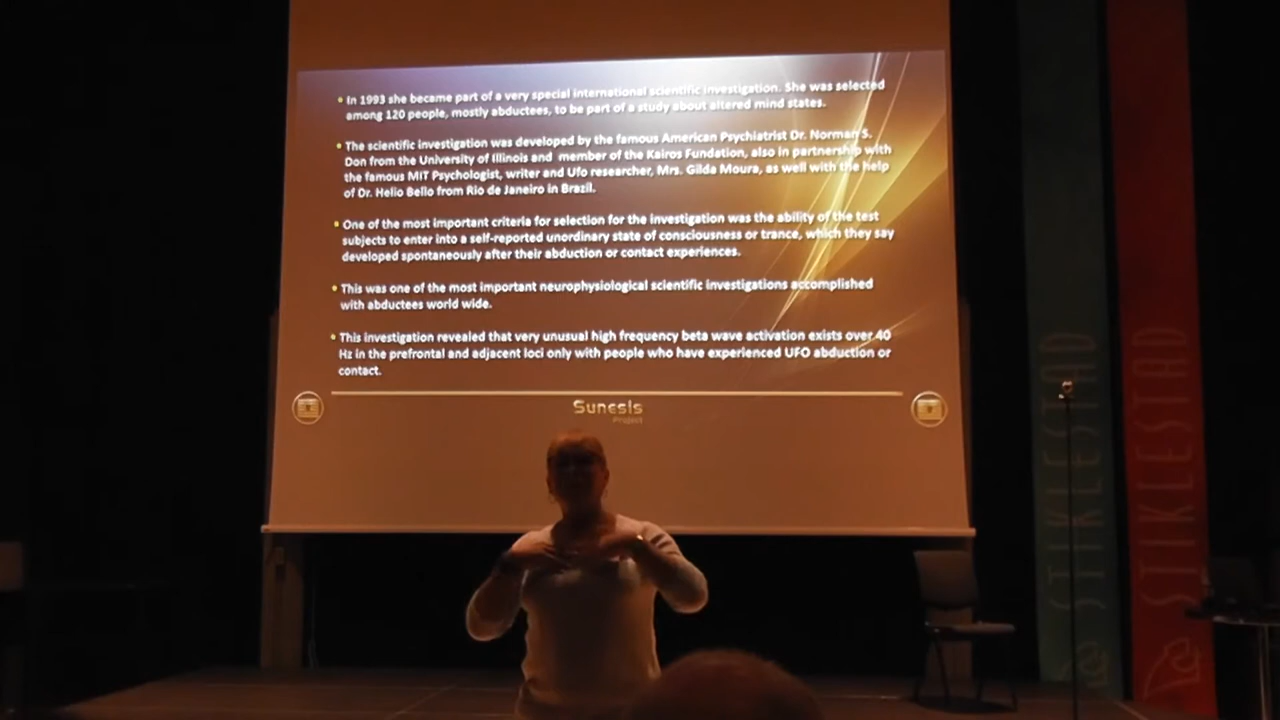 In 1993 she became part of a very special international scientific investigation. She was selected
among 120 people, mostly abductees, to be part of a study about altered mind states.
The scientific investigation was developed by the famous American Psychiatrist Dr. Norman S.
Don from the University of Illinois and member of the Kairos Fundation, also in partnership with
the famous MIT Psychologist, writer and Ufo researcher, Mrs. Gilda Moura, as well with the help
of Dr. Helio Bello from Rio de Janeiro in Brazil.
One of the most important criteria for selection for the investigation was the ability of the test
subjects to enter into a self-reported unordinary state of consciousness or trance, which they say
developed spontaneously after their abduction or contact experiences.
This was one of the most important neurophysiological scientific investigations accomplished
with abductees world wide.
This investigation revealed that very unusual high frequency beta wave activation exists over 40
Hz in the prefrontal and adjacent loci only with people who have experienced UFO abduction or
contact.
Sunesis
Project
STIKLESTAD
STIKLESTAD